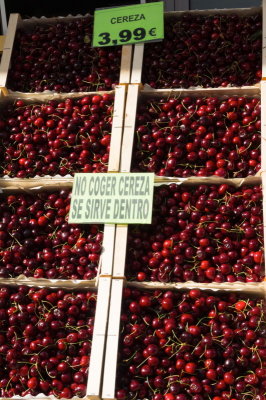 CEREZA
3,99€
NO COGER CEREZA
SE SIRVE DENTRO